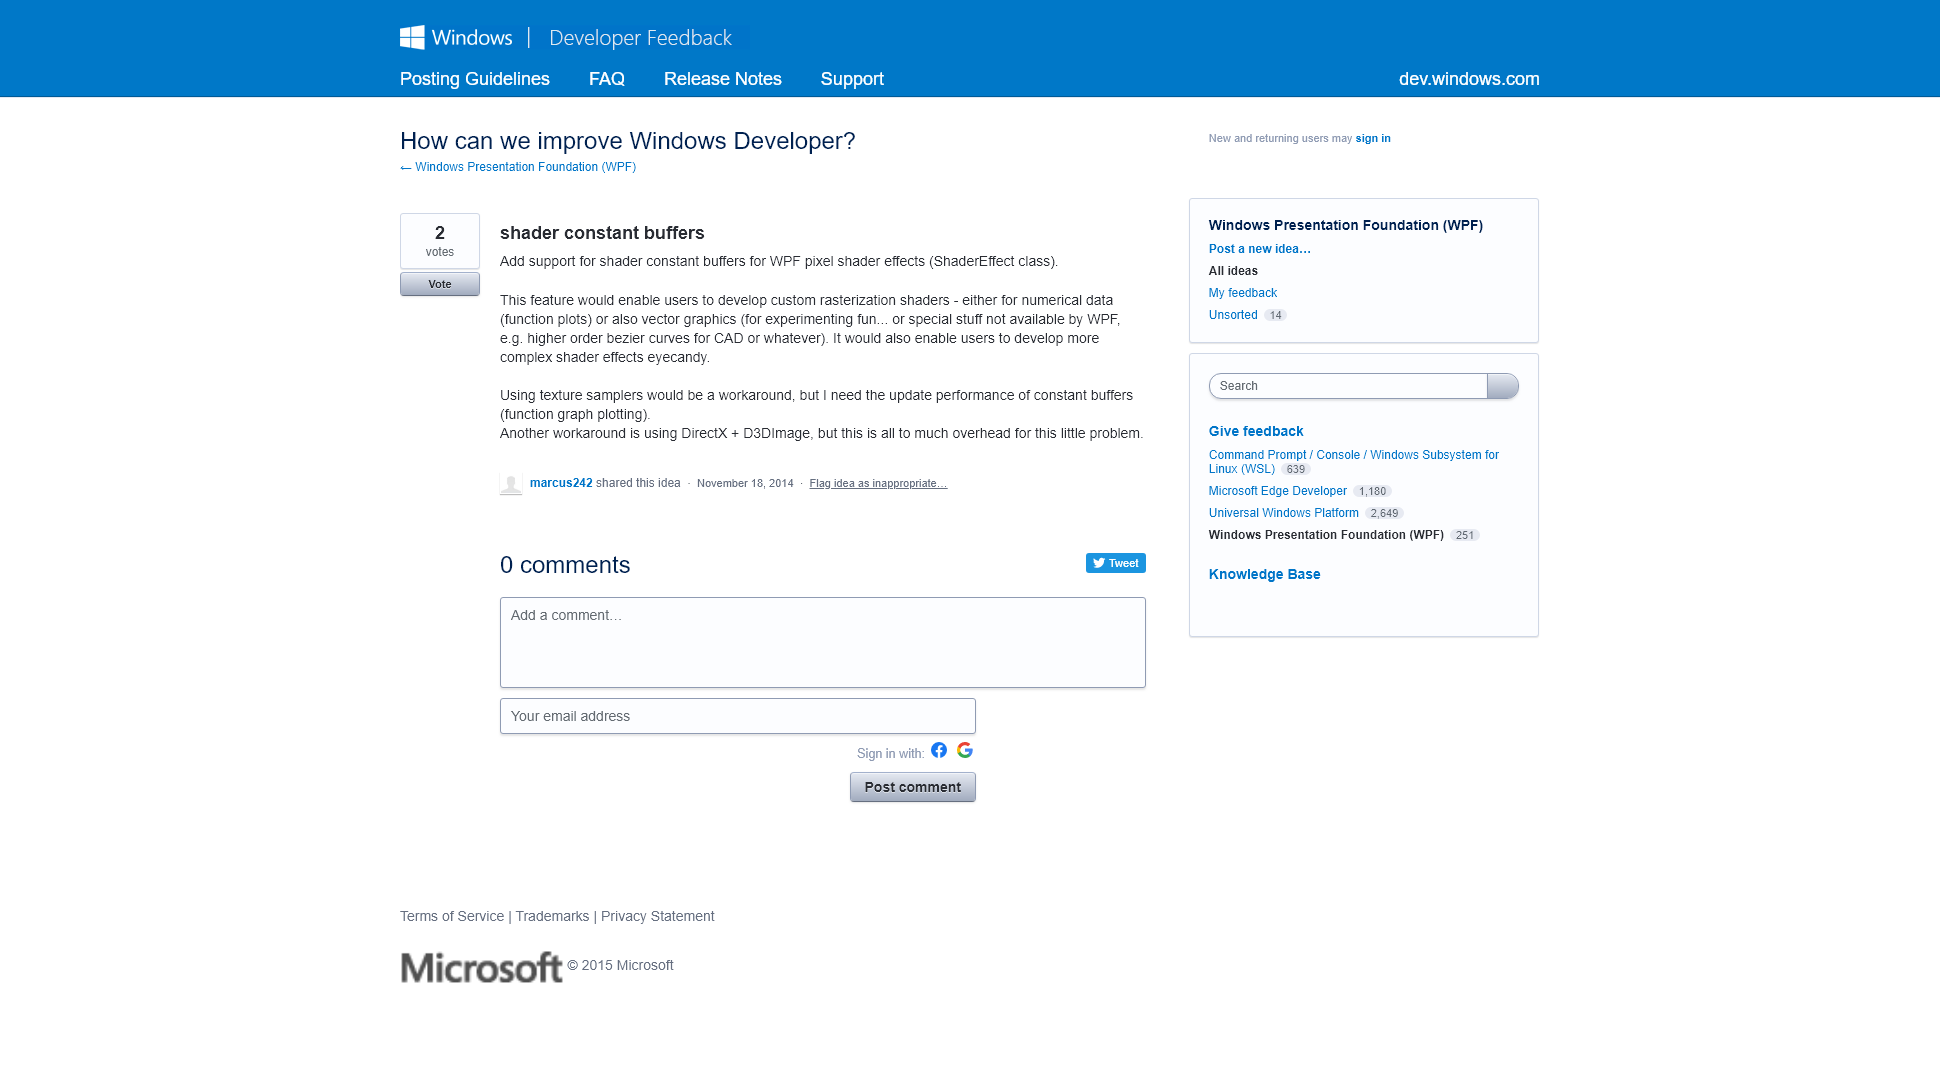 Windows | Developer Feedback
Posting Guidelines FAQ Release Notes Support dev.windows.com
How can we improve Windows Developer?
← Windows Presentation Foundation (WPF)
New and returning users may sign in
2
votes
Vote
shader constant buffers
Add support for shader constant buffers for WPF pixel shader effects (ShaderEffect class).
This feature would enable users to develop custom rasterization shaders - either for numerical data
(function plots) or also vector graphics (for experimenting fun... or special stuff not available by WPF,
e.g. higher order bezier curves for CAD or whatever). It would also enable users to develop more
complex shader effects eyecandy.
Using texture samplers would be a workaround, but I need the update performance of constant buffers
(function graph plotting).
Another workaround is using DirectX + D3DImage, but this is all to much overhead for this little problem.
marcus242 shared this idea · November 18, 2014 · Flag idea as inappropriate…
0 comments
Tweet
Add a comment…
Your email address
Sign in with:
Post comment
Windows Presentation Foundation (WPF)
Post a new idea…
All ideas
My feedback
Unsorted 14
Search
Give feedback
Command Prompt / Console / Windows Subsystem for
Linux (WSL) 639
Microsoft Edge Developer 1,180
Universal Windows Platform 2,649
Windows Presentation Foundation (WPF) 251
Knowledge Base
Terms of Service | Trademarks | Privacy Statement
Microsoft © 2015 Microsoft